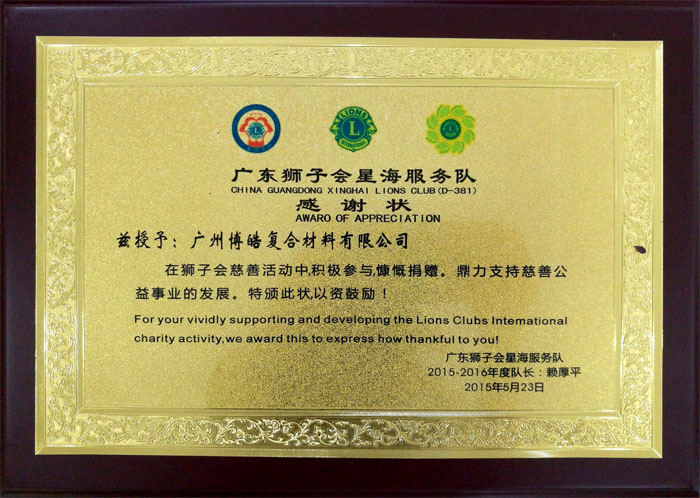 LIONS
L
INTERNATIONAL
广东狮子会星海服务队
CHINA GUANGDONG XINGHAI LIONS CLUB(D-381)
感谢状
AWARO OF APPRECIATION
兹授予：广州博皓复合材料有限公司
在狮子会慈善活动中,积极参与,慷慨捐赠。鼎力支持慈善公
益事业的发展。特颁此状,以资鼓励！
For your vividly supporting and developing the Lions Clubs International
charity activity,we award this to express how thankful to you!
广东狮子会星海服务队
2015-2016年度队长：赖厚平
2015年5月23日